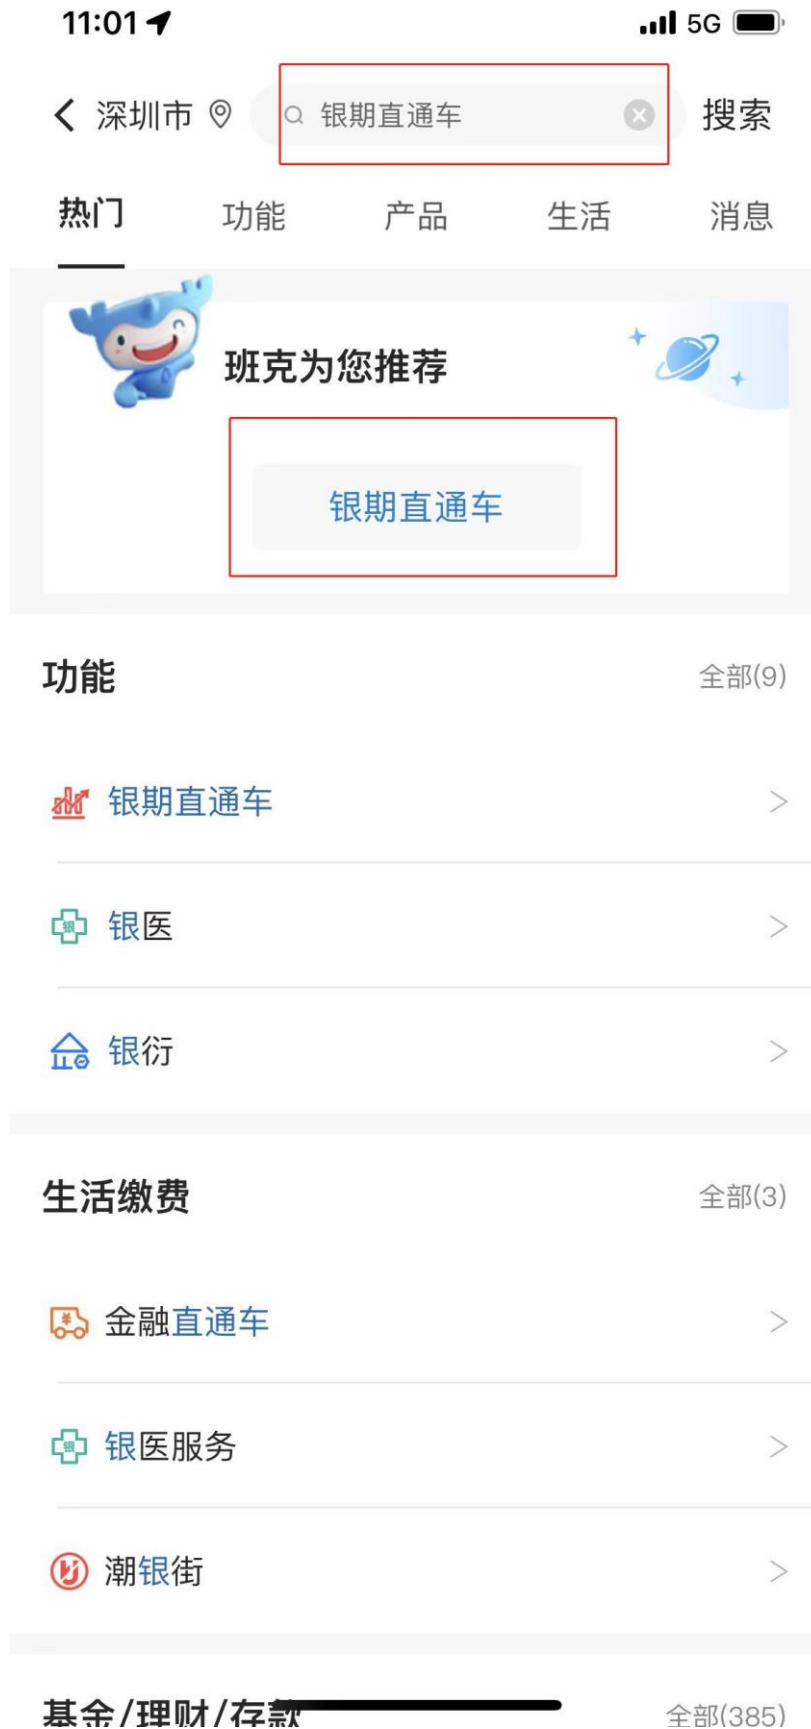 11:01 5G
深圳市 银期直通车 搜索
热门 功能 产品 生活 消息
班克为您推荐
银期直通车
功能 全部(9)
银期直通车
银医
银衍
生活缴费 全部(3)
金融直通车
银医服务
潮银街
基金/理财/存款 全部(385)